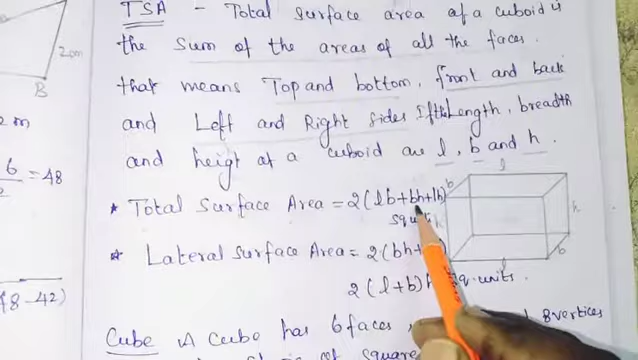 TSA - Total Surface area of a cuboid is
the Sum of the areas of all the faces.
that means Top and bottom, front and back
and Left and Right sides If the Length, breadth
and heigt of a cuboid are l, b and h.
* Total Surface Area = 2(lb+bh+lh)
* Lateral Surface Area = 2(bh+
2(l+b)h sq.units.
Cube A Cube has 6 faces, 8 vertices
of square
l
b
h
b
l
2cm
B
m
6 = 48
(48-42)